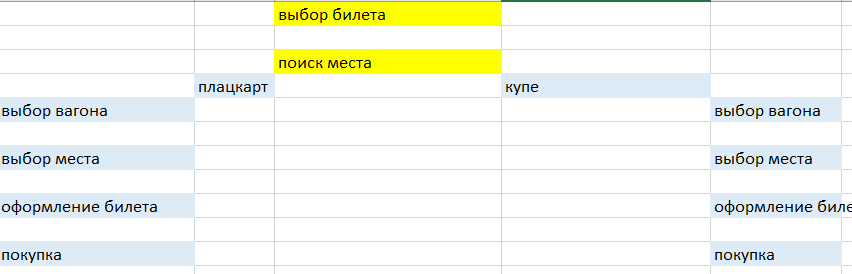 выбор билета
поиск места
плацкарт купе
выбор вагона выбор вагона
выбор места выбор места
оформление билета оформление биле
покупка покупка